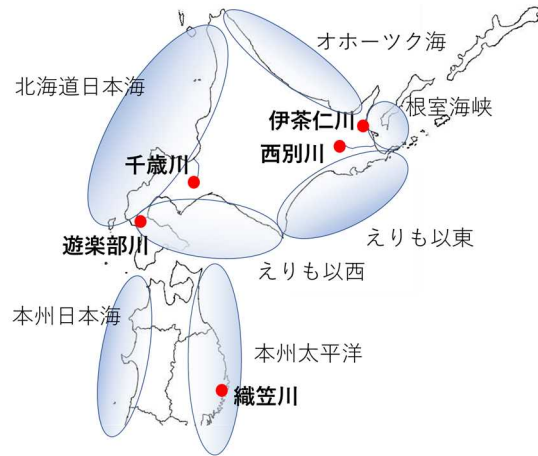 オホーツク海
北海道日本海
根室海峡
伊茶仁川
西別川
千歳川
えりも以東
遊楽部川
えりも以西
本州日本海
本州太平洋
織笠川